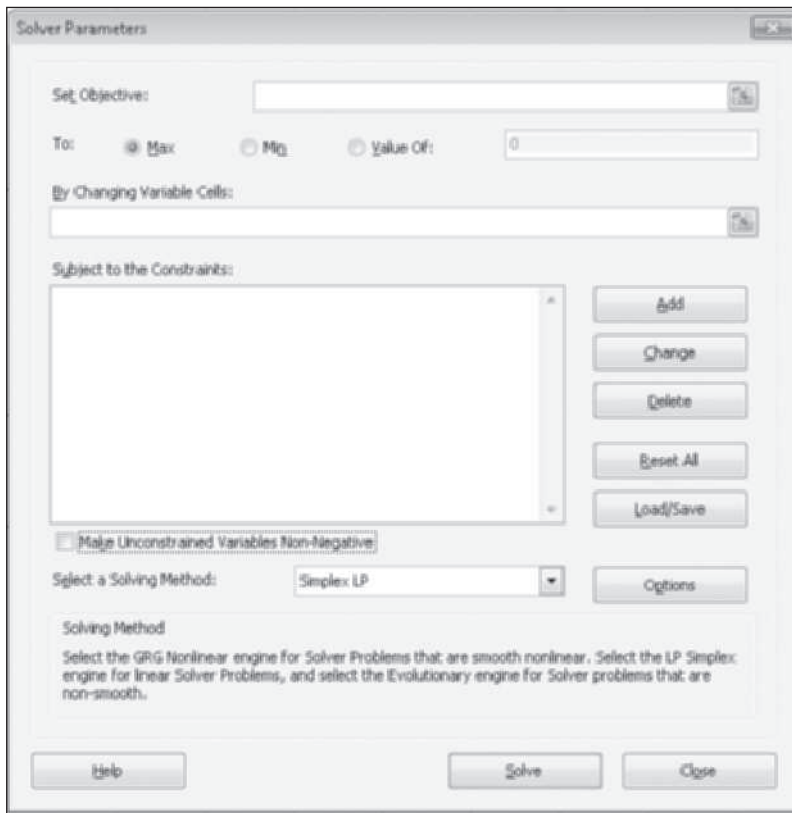 Solver Parameters
Set Objective:
To: Max Min Value Of: 0
By Changing Variable Cells:
Subject to the Constraints:
Add
Change
Delete
Reset All
Load/Save
Make Unconstrained Variables Non-Negative
Select a Solving Method: Simplex LP Options
Solving Method
Select the GRG Nonlinear engine for Solver Problems that are smooth nonlinear. Select the LP Simplex
engine for linear Solver Problems, and select the Evolutionary engine for Solver problems that are
non-smooth.
Help Solve Close